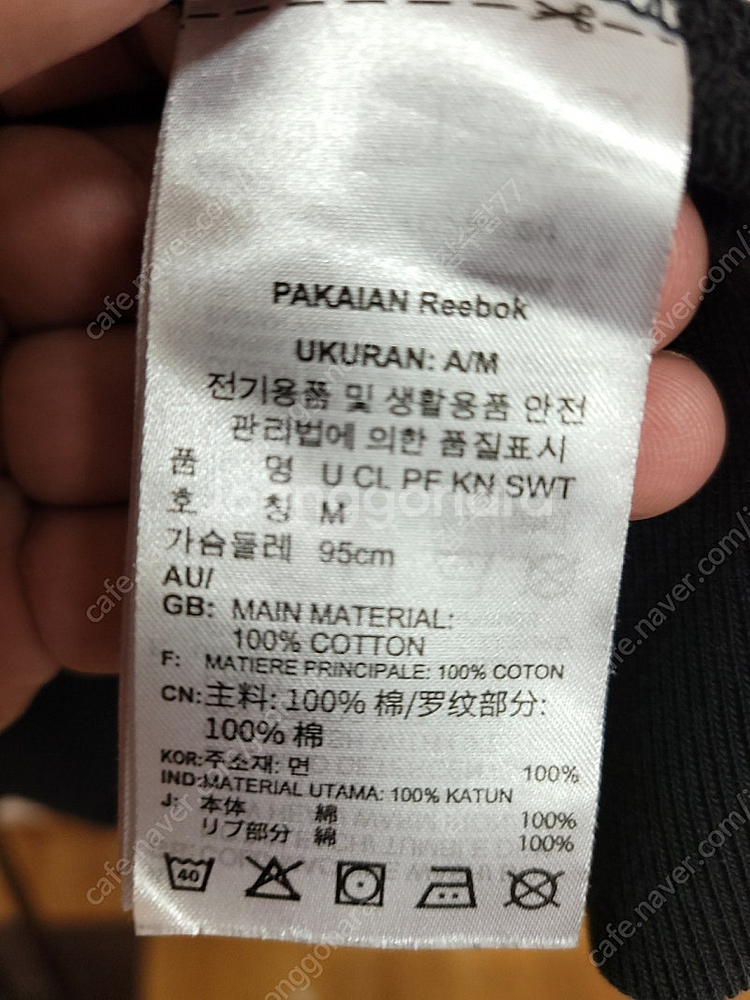 PAKAIAN Reebok
UKURAN: A/M
전기용품 및 생활용품 안전
관리법에 의한 품질표시
품 명 U CL PF KN SWT
호 칭 M
가슴둘레 95cm
AU/
GB: MAIN MATERIAL:
100% COTTON
F: MATIERE PRINCIPALE: 100% COTON
CN:主料: 100% 棉/罗纹部分:
100% 棉
KOR:주소재: 면 100%
IND:MATERIAL UTAMA: 100% KATUN
J: 本体 綿 100%
リブ部分 綿 100%
40